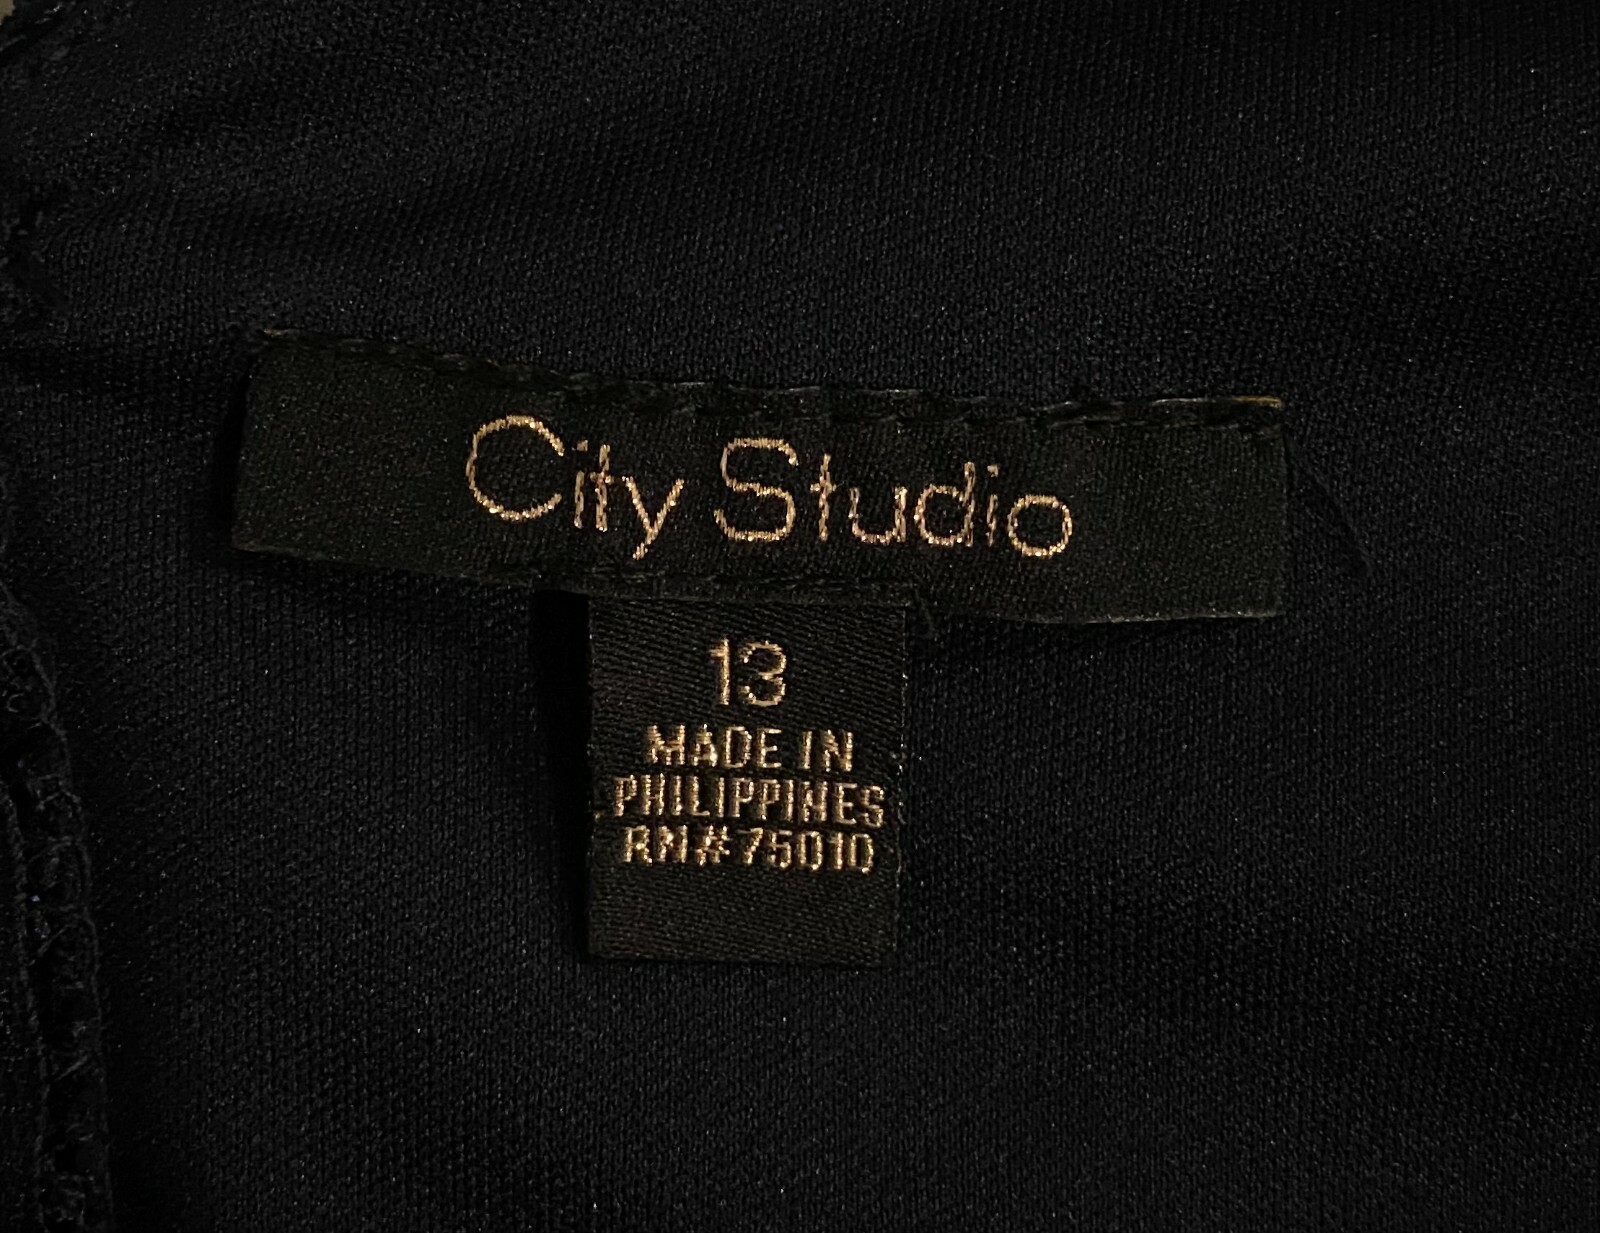 City Studio
13
MADE IN
PHILIPPINES
RN#75010